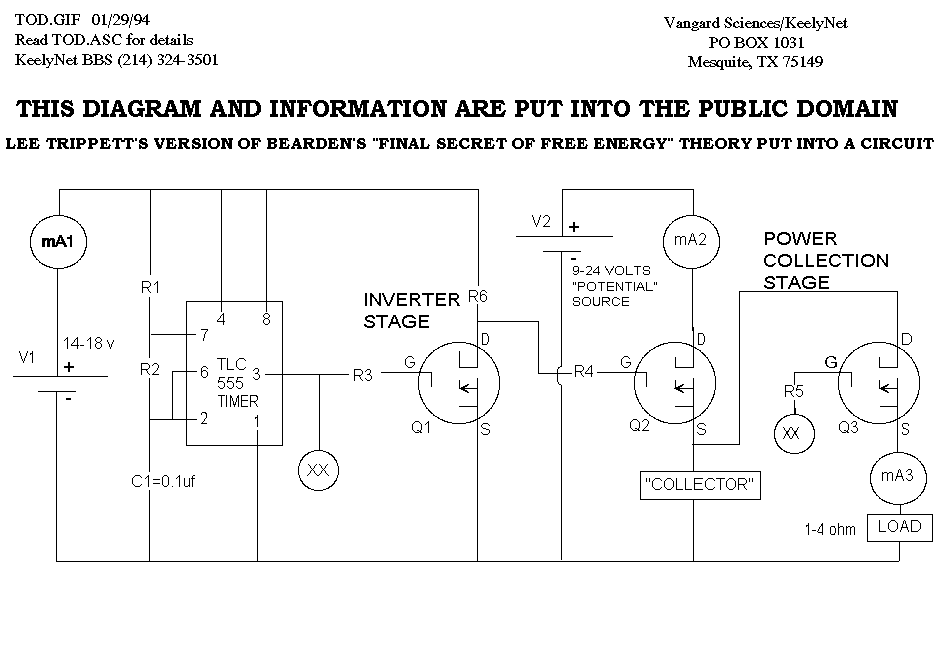 TOD.GIF 01/29/94
Read TOD.ASC for details
KeelyNet BBS (214) 324-3501
Vangard Sciences/KeelyNet
PO BOX 1031
Mesquite, TX 75149
THIS DIAGRAM AND INFORMATION ARE PUT INTO THE PUBLIC DOMAIN
LEE TRIPPETT'S VERSION OF BEARDEN'S "FINAL SECRET OF FREE ENERGY" THEORY PUT INTO A CIRCUIT
mA1
V1
14-18 v
+
-
R1
R2
C1=0.1uf
4
8
7
6
2
3
1
TLC
555
TIMER
XX
R3
INVERTER
STAGE
R6
G
D
S
Q1
R4
V2
+
-
9-24 VOLTS
"POTENTIAL"
SOURCE
mA2
G
D
S
Q2
"COLLECTOR"
POWER
COLLECTION
STAGE
R5
XX
G
D
S
Q3
mA3
1-4 ohm
LOAD